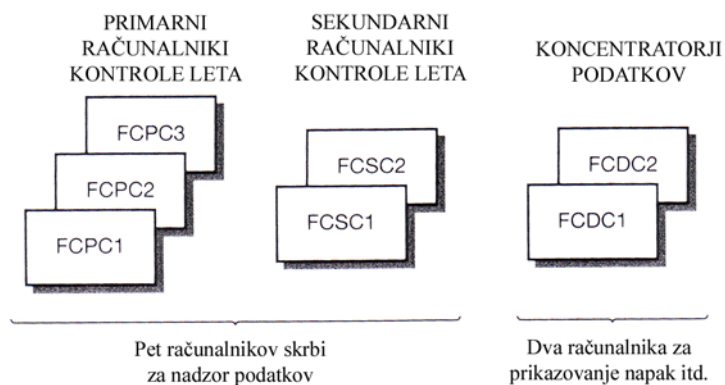 PRIMARNI
RAČUNALNIKI
KONTROLE LETA
FCPC3
FCPC2
FCPC1
SEKUNDARNI
RAČUNALNIKI
KONTROLE LETA
FCSC2
FCSC1
KONCENTRATORJI
PODATKOV
FCDC2
FCDC1
Pet računalnikov skrbi
za nadzor podatkov
Dva računalnika za
prikazovanje napak itd.